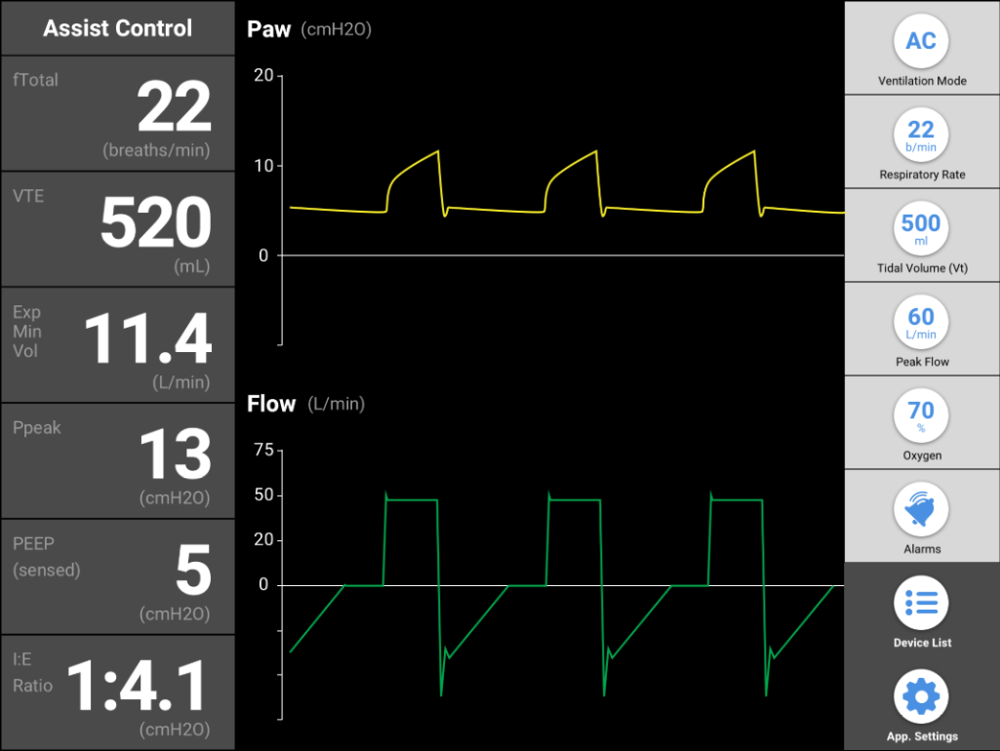 Assist Control
fTotal
22
(breaths/min)
VTE
520
(mL)
Exp
Min
Vol
11.4
(L/min)
Ppeak
13
(cmH2O)
PEEP
(sensed)
5
(cmH2O)
I:E
Ratio
1:4.1
(cmH2O)
Paw (cmH2O)
20
10
0
Flow (L/min)
75
50
20
0
AC
Ventilation Mode
22
b/min
Respiratory Rate
500
ml
Tidal Volume (Vt)
60
L/min
Peak Flow
70
%
Oxygen
Alarms
Device List
App. Settings